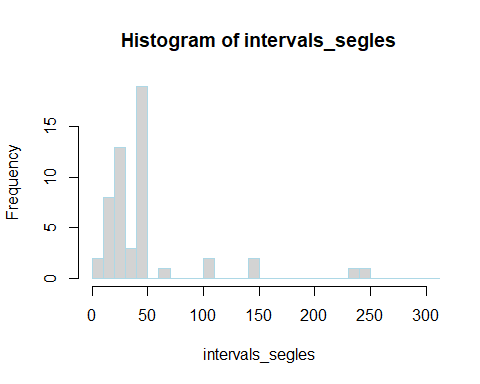 Histogram of intervals_segles
Frequency
15
10
5
0
0 50 100 150 200 250 300
intervals_segles